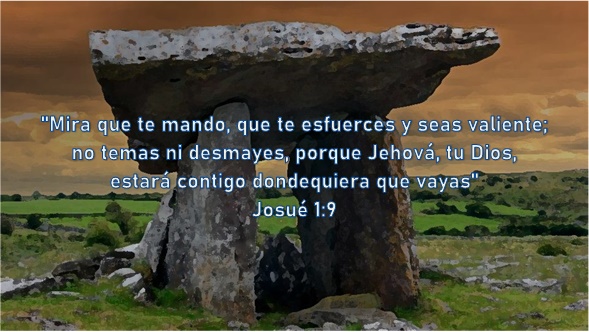 "Mira que te mando, que te esfuerces y seas valiente;
no temas ni desmayes, porque Jehová, tu Dios,
estará contigo dondequiera que vayas"
Josué 1:9